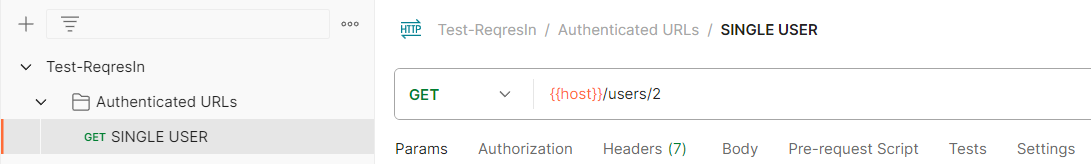 Test-ReqresIn
Authenticated URLs
GET SINGLE USER
HTTP Test-ReqresIn / Authenticated URLs / SINGLE USER
GET {{host}}/users/2
Params Authorization Headers (7) Body Pre-request Script Tests Settings